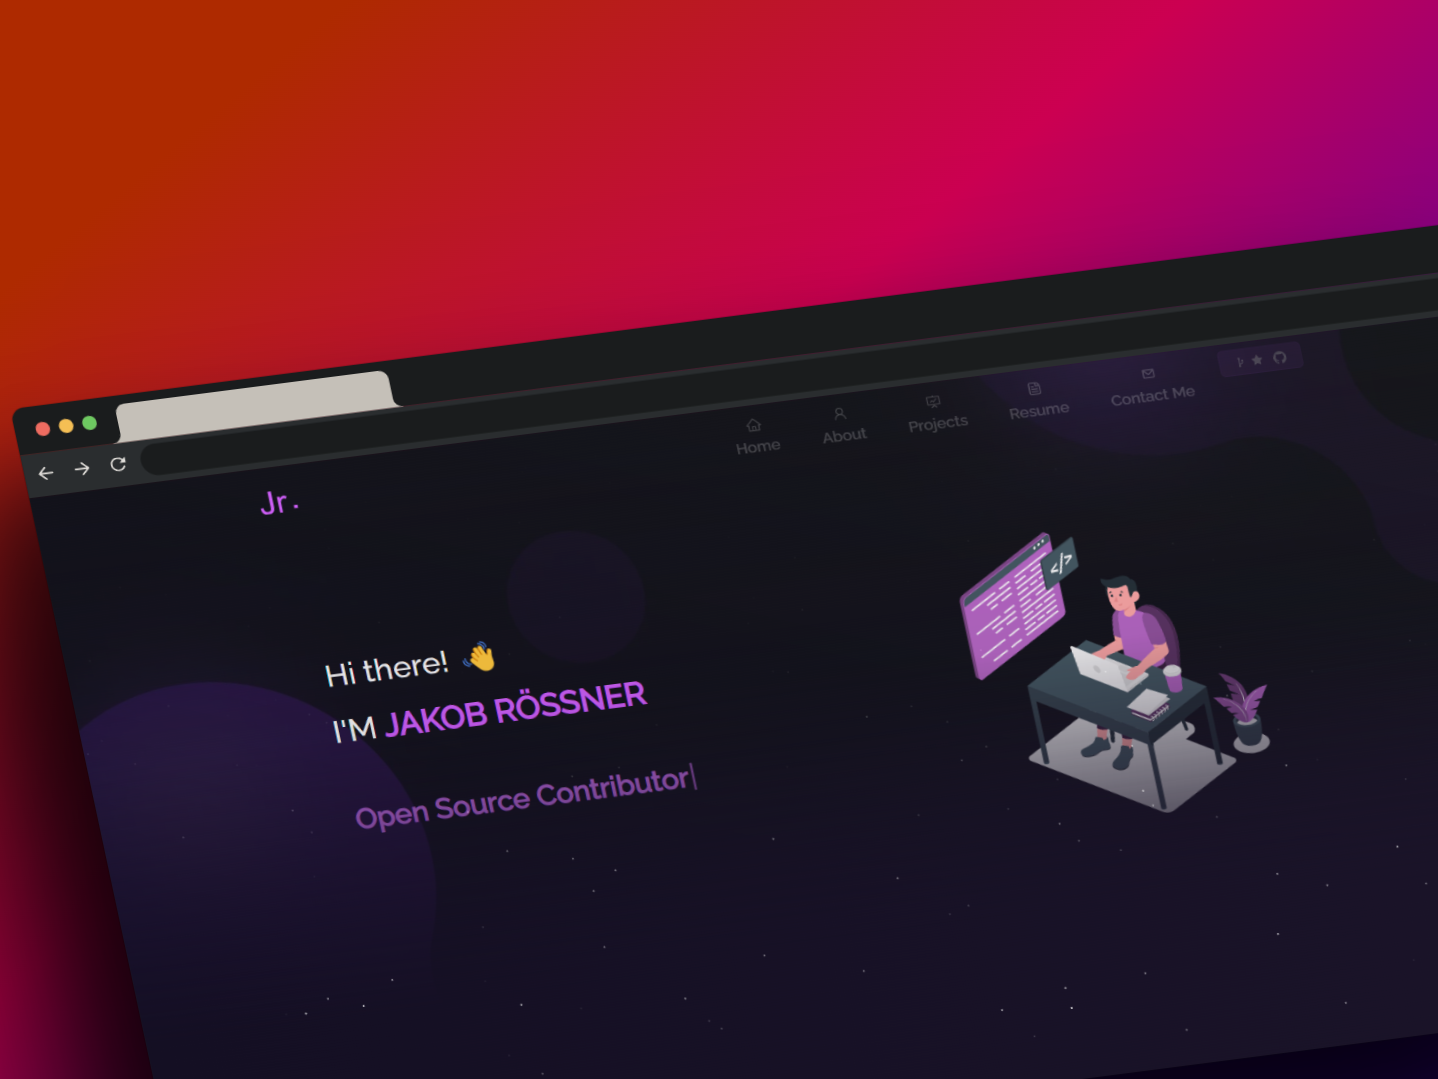 Home
About
Projects
Resume
Contact Me
Jr.
</>
Hi there! 👋
I'M JAKOB RÖSSNER
Open Source Contributor|